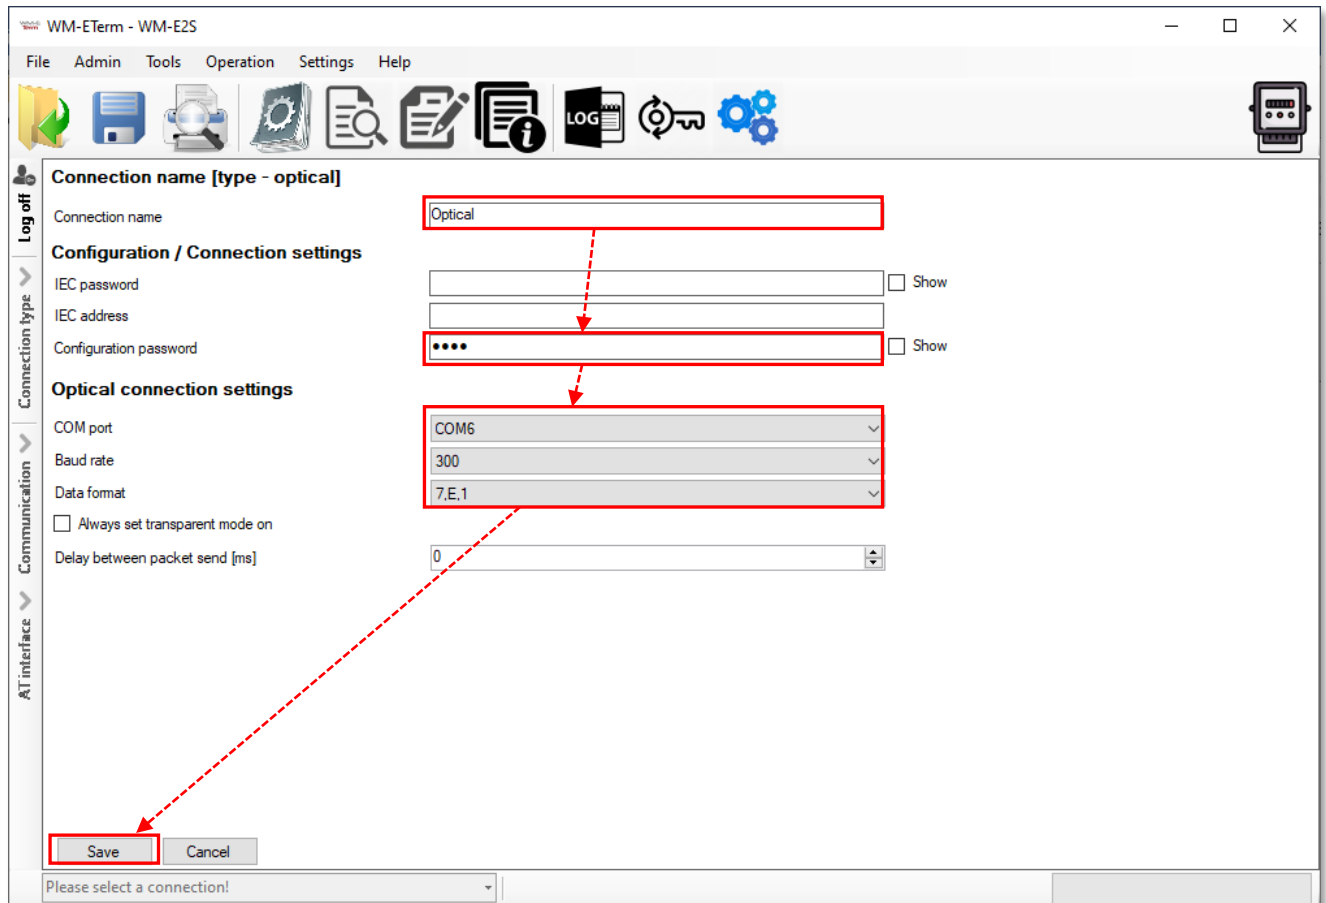 WM-ETerm - WM-E2S
File Admin Tools Operation Settings Help
LOG
Log off
Connection type
Communication
AT interface
Connection name [type - optical]
Connection name
Optical
Configuration / Connection settings
IEC password
Show
IEC address
Configuration password
••••
Show
Optical connection settings
COM port
COM6
Baud rate
300
Data format
7,E,1
Always set transparent mode on
Delay between packet send [ms]
0
Save
Cancel
Please select a connection!